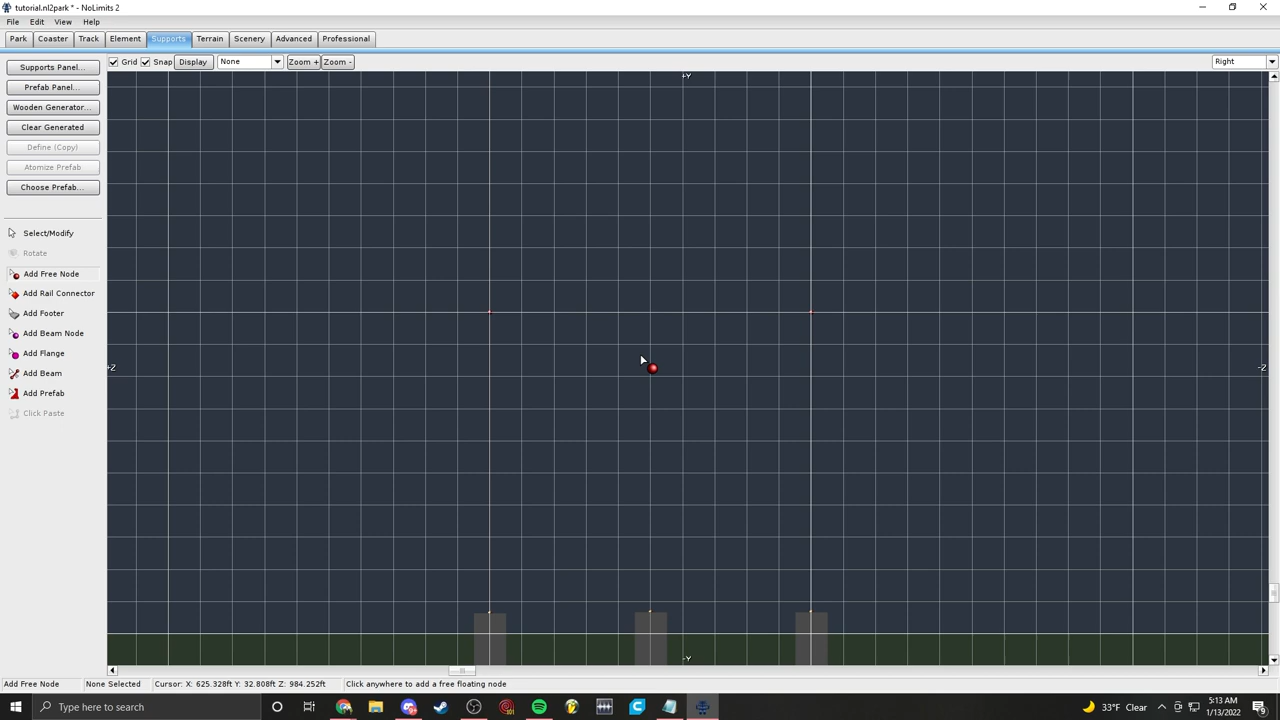 tutorial.nl2park * - NoLimits 2
File Edit View Help
Park Coaster Track Element Supports Terrain Scenery Advanced Professional
Supports Panel... Grid Snap Display None Zoom + Zoom - Right
Prefab Panel...
Wooden Generator...
Clear Generated
Define (Copy)
Atomize Prefab
Choose Prefab...
Select/Modify
Rotate
Add Free Node
Add Rail Connector
Add Footer
Add Beam Node
Add Flange
Add Beam
Add Prefab
Click Paste
+Y
+Z -Z
-Y
Add Free Node None Selected Cursor: X: 625.328ft Y: 32.808ft Z: 984.252ft Click anywhere to add a free floating node
Type here to search 33°F Clear 5:13 AM
1/13/2022